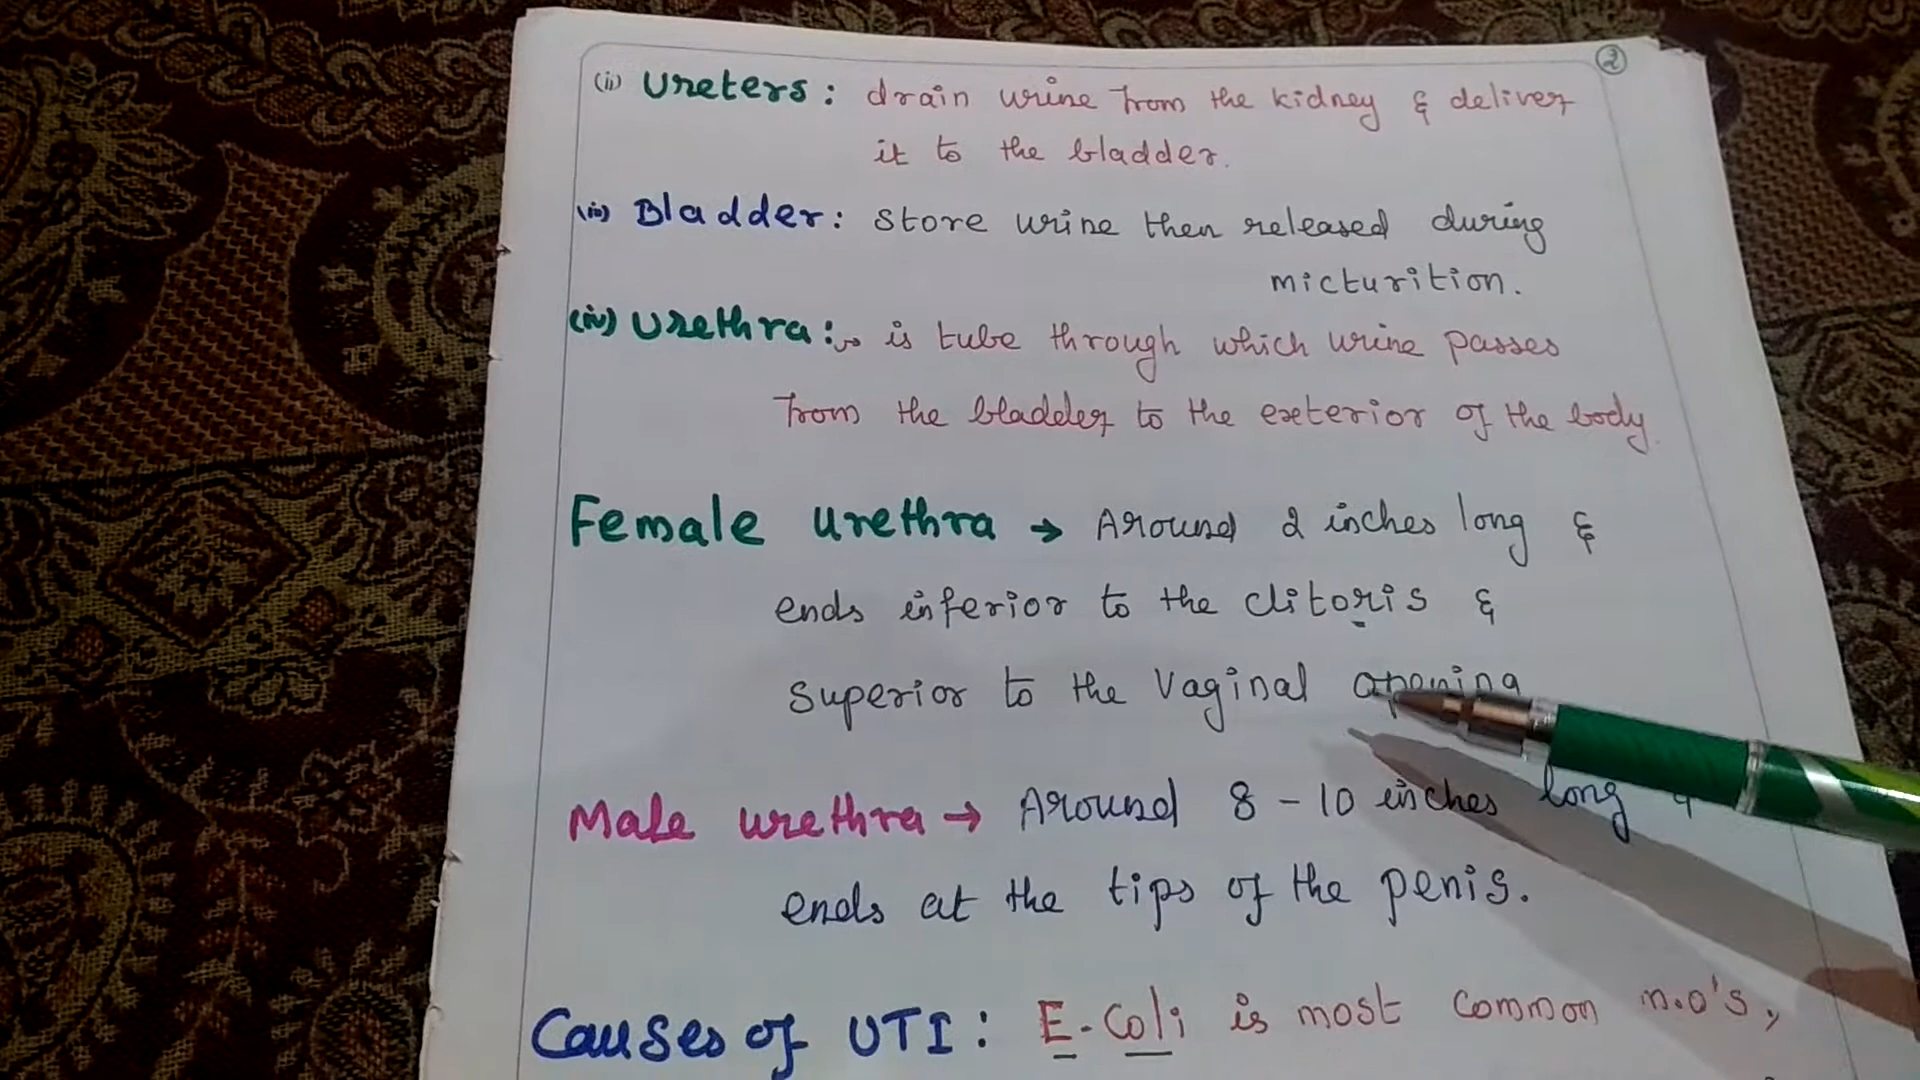 2
(ii) Ureters: drain urine from the kidney & deliver
it to the bladder.
(iii) Bladder: store urine then released during
micturition.
(iv) Urethra: is tube through which urine passes
from the bladder to the exterior of the body.
Female urethra → Around 2 inches long &
ends inferior to the clitoris &
superior to the vaginal opening
Male urethra → Around 8 - 10 inches long &
ends at the tips of the penis.
Causes of UTI: E-Coli is most common m.o's,